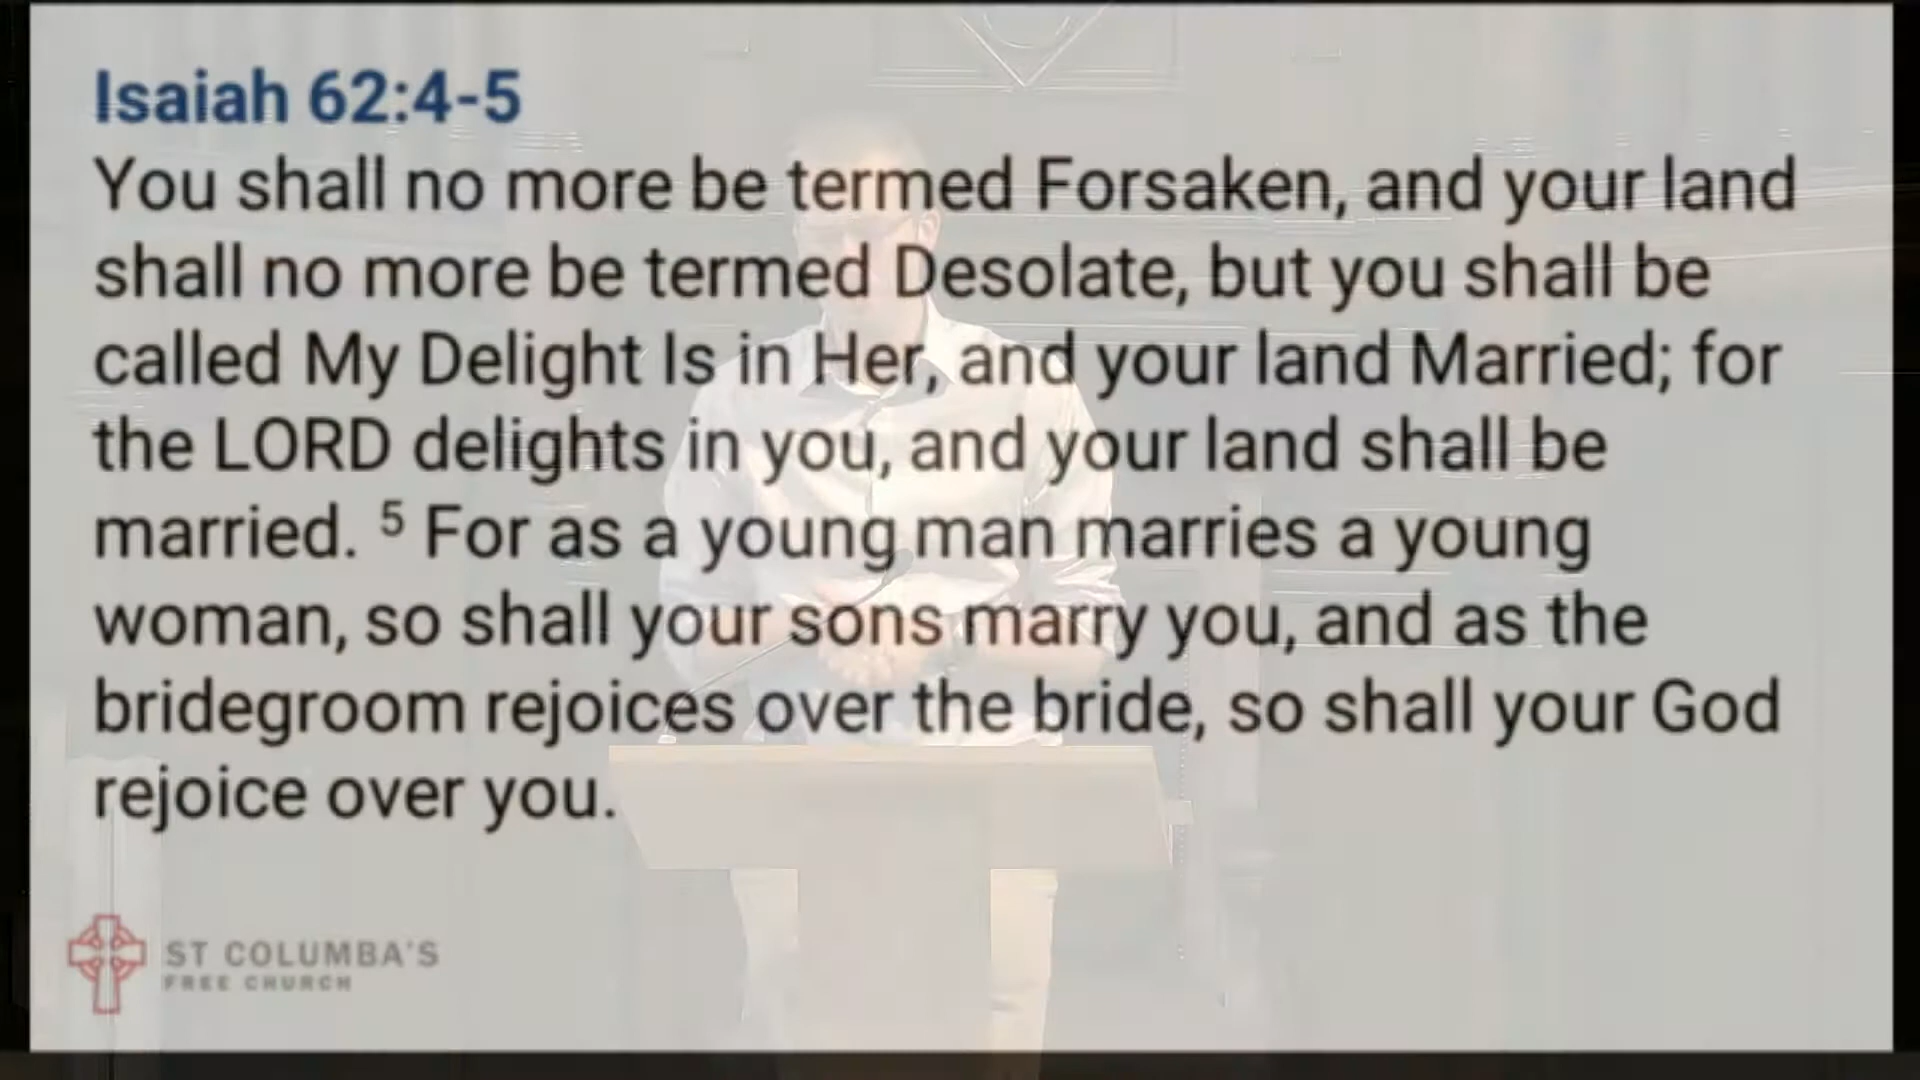 Isaiah 62:4-5
You shall no more be termed Forsaken, and your land
shall no more be termed Desolate, but you shall be
called My Delight Is in Her, and your land Married; for
the LORD delights in you, and your land shall be
married. ⁵ For as a young man marries a young
woman, so shall your sons marry you, and as the
bridegroom rejoices over the bride, so shall your God
rejoice over you.
ST COLUMBA'S
FREE CHURCH